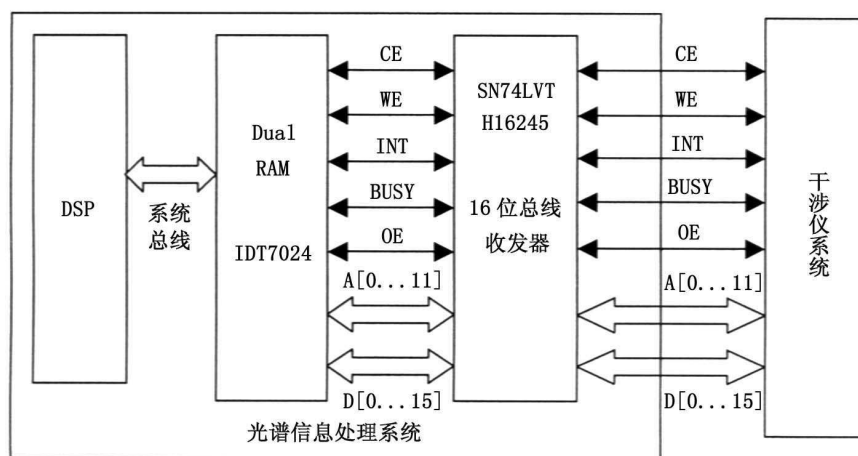 DSP
系统
总线
Dual
RAM
IDT7024
CE
WE
INT
BUSY
OE
A[0...11]
D[0...15]
SN74LVT
H16245
16 位总线
收发器
CE
WE
INT
BUSY
OE
A[0...11]
D[0...15]
干涉仪系统
光谱信息处理系统